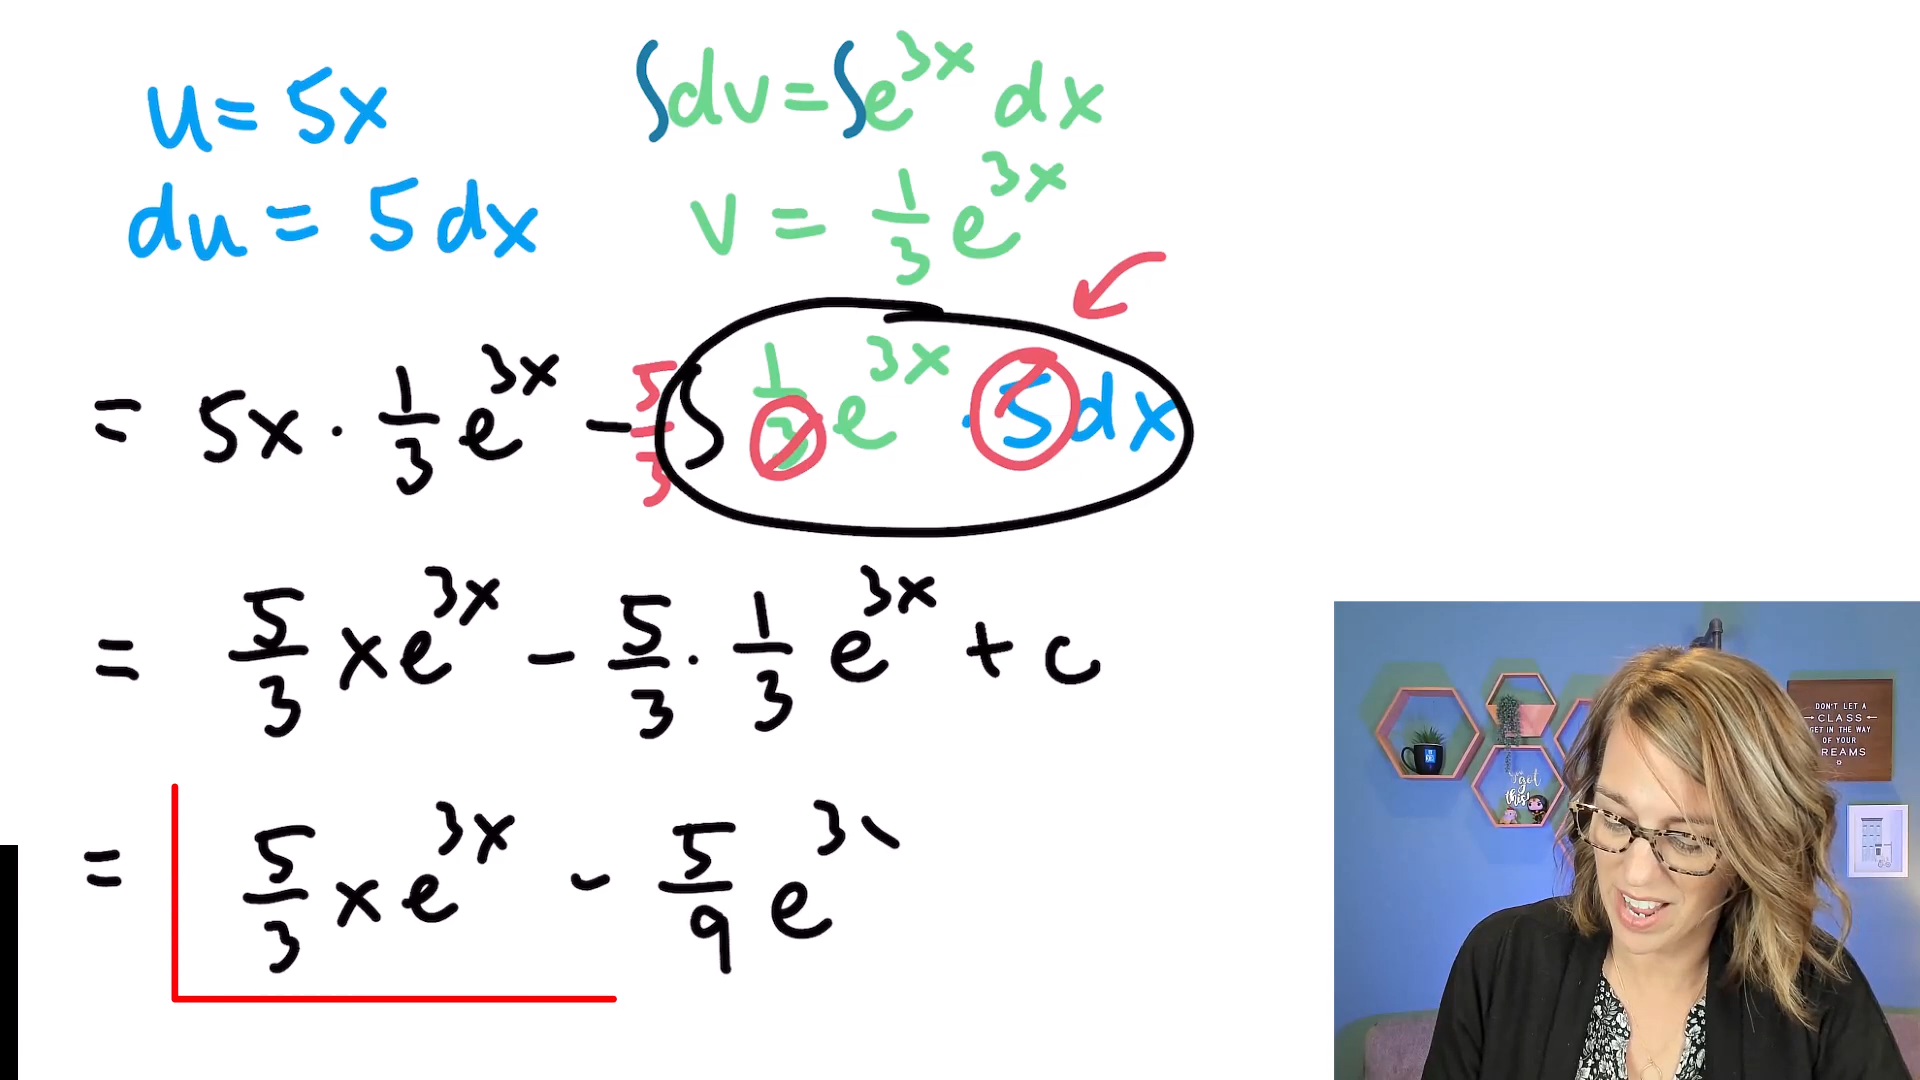 u = 5x
∫dv = ∫e^{3x} dx
du = 5 dx
v = 1/3 e^{3x}
= 5x · 1/3 e^{3x} - 5/3 ∫ 1/3 e^{3x} · 5 dx
= 5/3 x e^{3x} - 5/3 · 1/3 e^{3x} + c
= 5/3 x e^{3x} - 5/9 e^{3
DON'T LET A
CLASS
GET IN THE WAY
OF YOUR
REAMS
got
this!